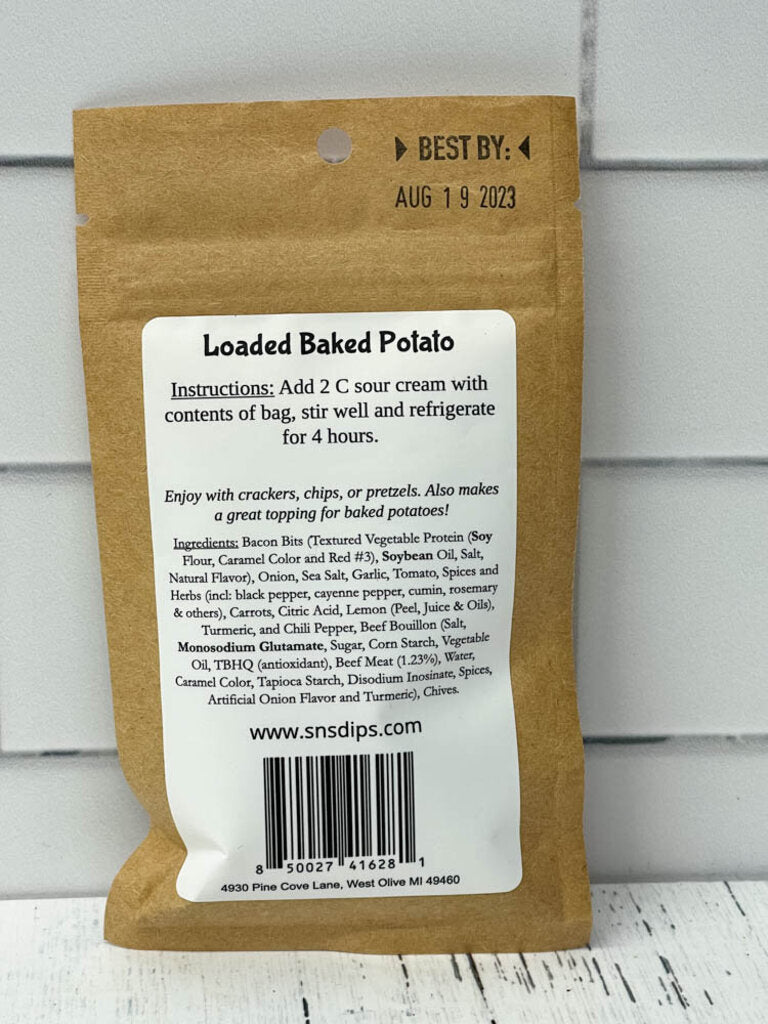 BEST BY:
AUG 19 2023
Loaded Baked Potato
Instructions: Add 2 C sour cream with
contents of bag, stir well and refrigerate
for 4 hours.
Enjoy with crackers, chips, or pretzels. Also makes
a great topping for baked potatoes!
Ingredients: Bacon Bits (Textured Vegetable Protein (Soy
Flour, Caramel Color and Red #3), Soybean Oil, Salt,
Natural Flavor), Onion, Sea Salt, Garlic, Tomato, Spices and
Herbs (incl: black pepper, cayenne pepper, cumin, rosemary
& others), Carrots, Citric Acid, Lemon (Peel, Juice & Oils),
Turmeric, and Chili Pepper, Beef Bouillon (Salt,
Monosodium Glutamate, Sugar, Corn Starch, Vegetable
Oil, TBHQ (antioxidant), Beef Meat (1.23%), Water,
Caramel Color, Tapioca Starch, Disodium Inosinate, Spices,
Artificial Onion Flavor and Turmeric), Chives.
www.snsdips.com
8 50027 41628 1
4930 Pine Cove Lane, West Olive MI 49460